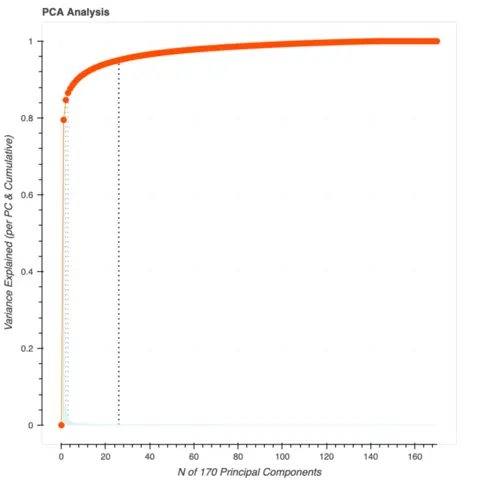 PCA Analysis
1
0.8
0.6
0.4
0.2
0
Variance Explained (per PC & Cumulative)
0 20 40 60 80 100 120 140 160
N of 170 Principal Components